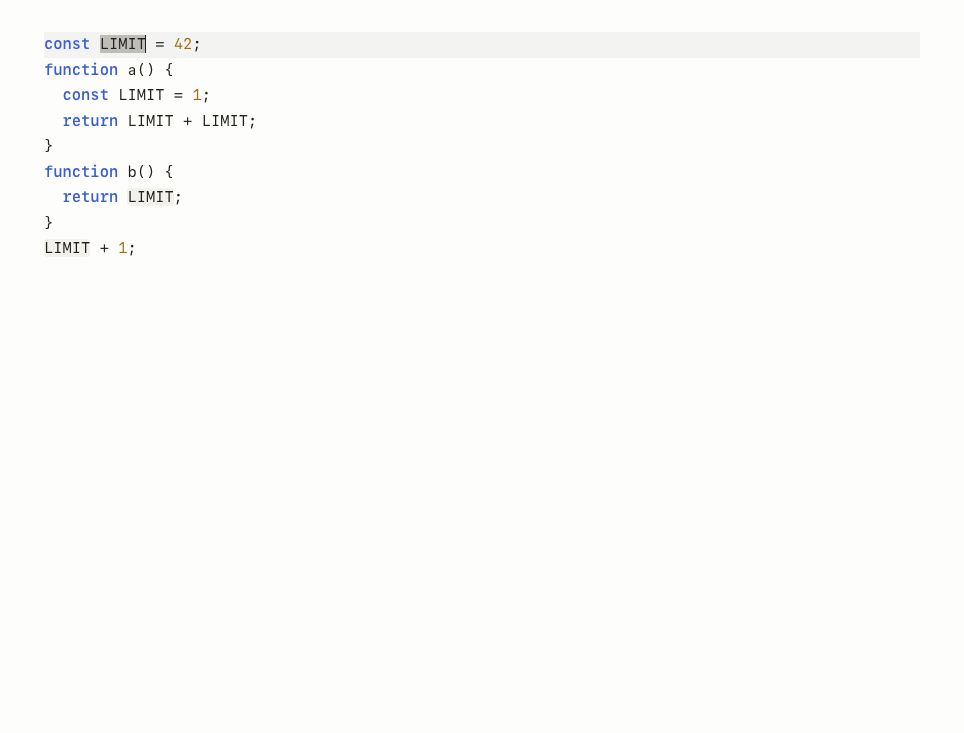 const LIMIT = 42;
function a() {
  const LIMIT = 1;
  return LIMIT + LIMIT;
}
function b() {
  return LIMIT;
}
LIMIT + 1;